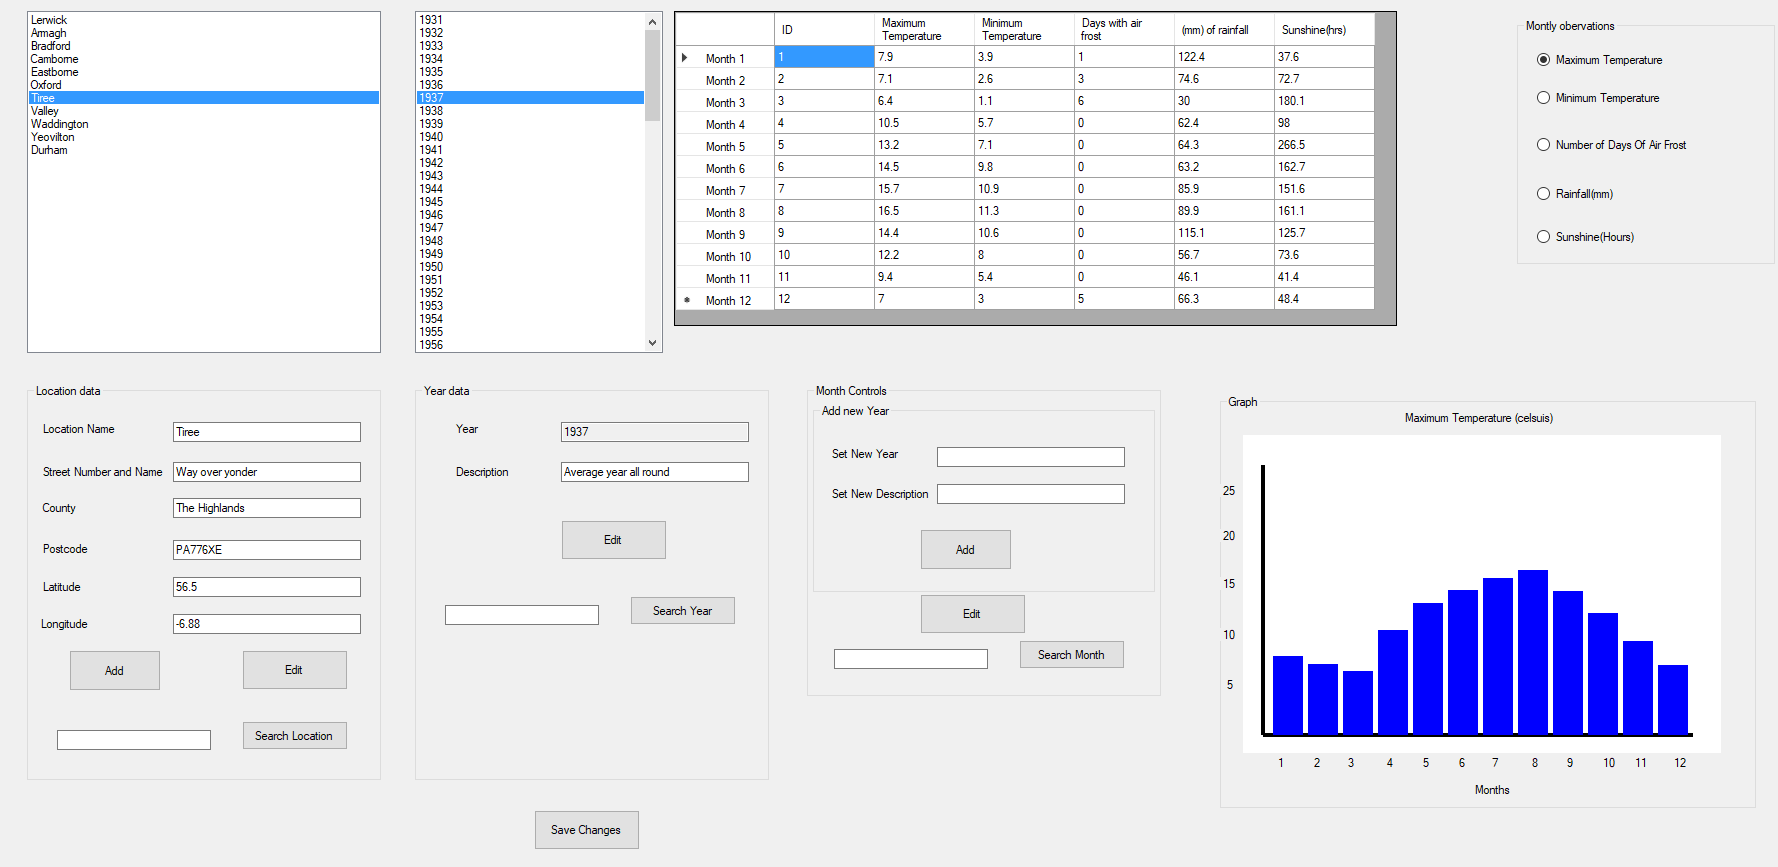 Lerwick
Armagh
Bradford
Camborne
Eastborne
Oxford
Tiree
Valley
Waddington
Yeovilton
Durham
1931
1932
1933
1934
1935
1936
1937
1938
1939
1940
1941
1942
1943
1944
1945
1946
1947
1948
1949
1950
1951
1952
1953
1954
1955
1956
ID Maximum Temperature Minimum Temperature Days with air frost (mm) of rainfall Sunshine(hrs)
Month 1 1 7.9 3.9 1 122.4 37.6
Month 2 2 7.1 2.6 3 74.6 72.7
Month 3 3 6.4 1.1 6 30 180.1
Month 4 4 10.5 5.7 0 62.4 98
Month 5 5 13.2 7.1 0 64.3 266.5
Month 6 6 14.5 9.8 0 63.2 162.7
Month 7 7 15.7 10.9 0 85.9 151.6
Month 8 8 16.5 11.3 0 89.9 161.1
Month 9 9 14.4 10.6 0 115.1 125.7
Month 10 10 12.2 8 0 56.7 73.6
Month 11 11 9.4 5.4 0 46.1 41.4
Month 12 12 7 3 5 66.3 48.4
Montly obervations
Maximum Temperature
Minimum Temperature
Number of Days Of Air Frost
Rainfall(mm)
Sunshine(Hours)
Location data
Location Name Tiree
Street Number and Name Way over yonder
County The Highlands
Postcode PA776XE
Latitude 56.5
Longitude -6.88
Add Edit
Search Location
Year data
Year 1937
Description Average year all round
Edit
Search Year
Month Controls
Add new Year
Set New Year
Set New Description
Add
Edit
Search Month
Graph
Maximum Temperature (celsuis)
25
20
15
10
5
1 2 3 4 5 6 7 8 9 10 11 12
Months
Save Changes